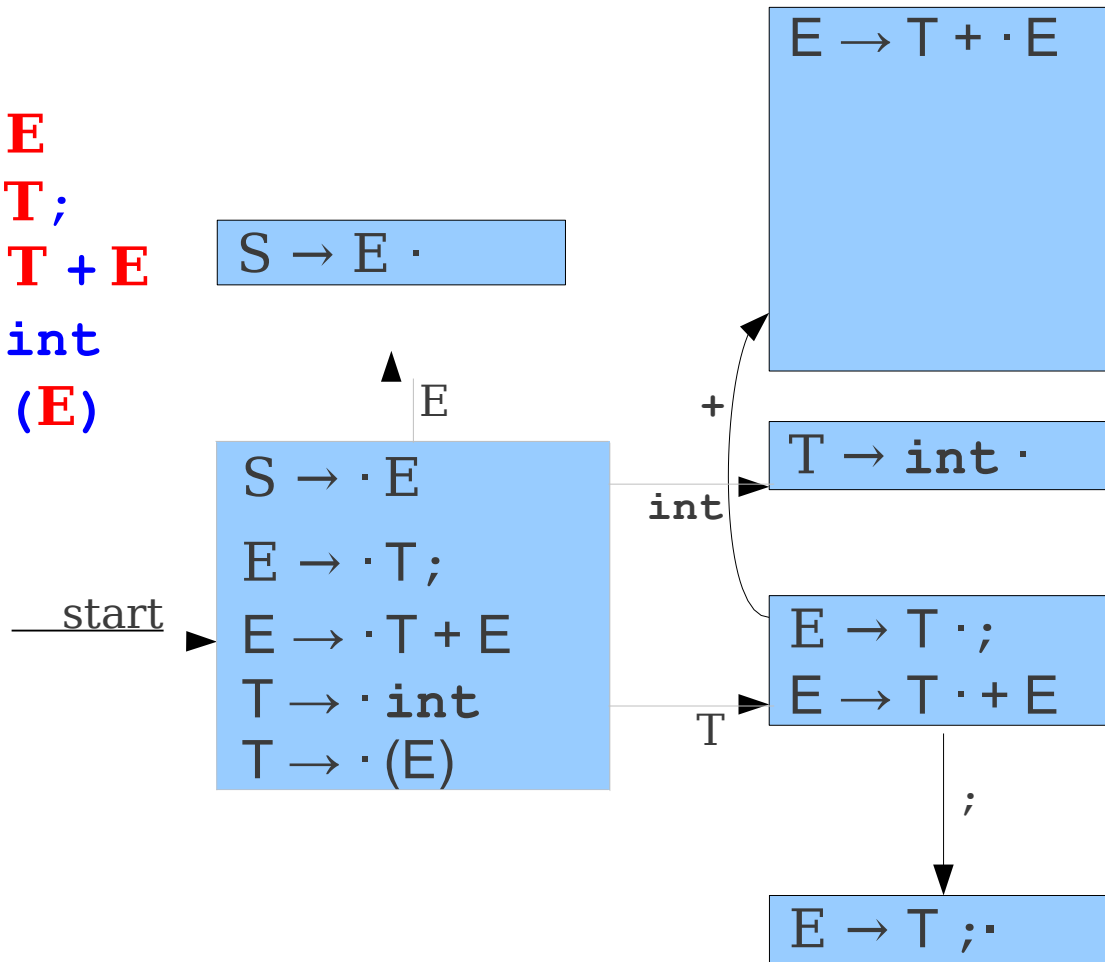 E
T ;
T + E
int
(E)
S → E ·
E
start
S → · E
E → · T ;
E → · T + E
T → · int
T → · (E)
+
int
T
E → T + · E
T → int ·
E → T · ;
E → T · + E
;
E → T ; ·